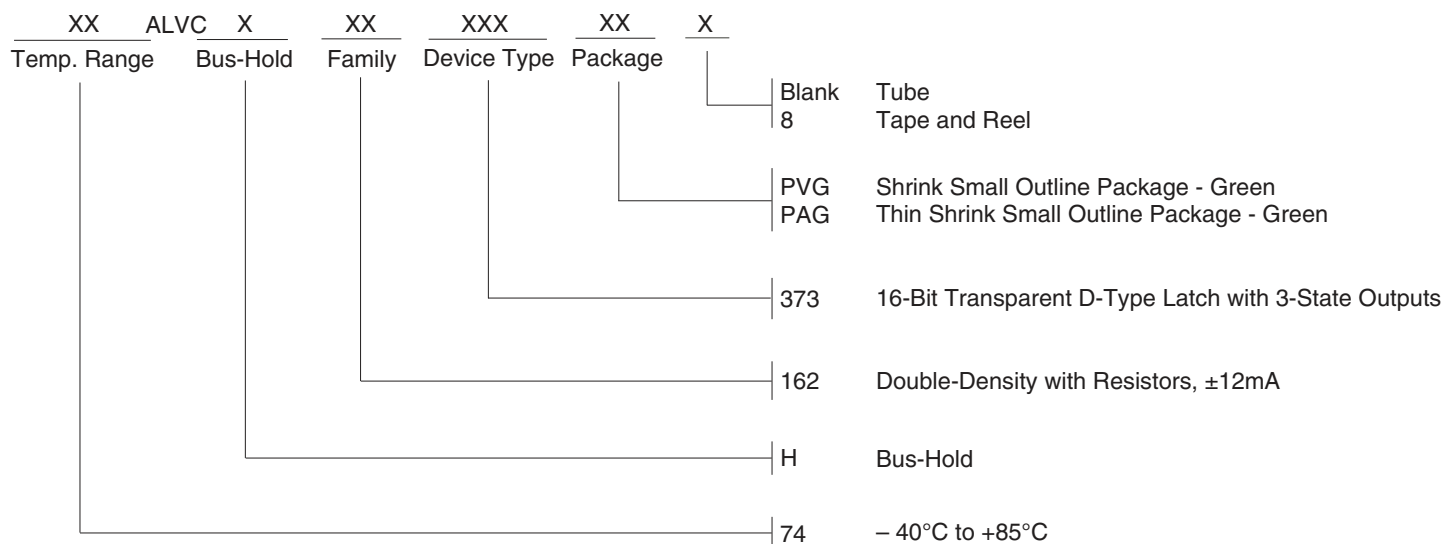 XX ALVC X XX XXX XX X
Temp. Range Bus-Hold Family Device Type Package
Blank Tube
8 Tape and Reel
PVG Shrink Small Outline Package - Green
PAG Thin Shrink Small Outline Package - Green
373 16-Bit Transparent D-Type Latch with 3-State Outputs
162 Double-Density with Resistors, ±12mA
H Bus-Hold
74 – 40°C to +85°C